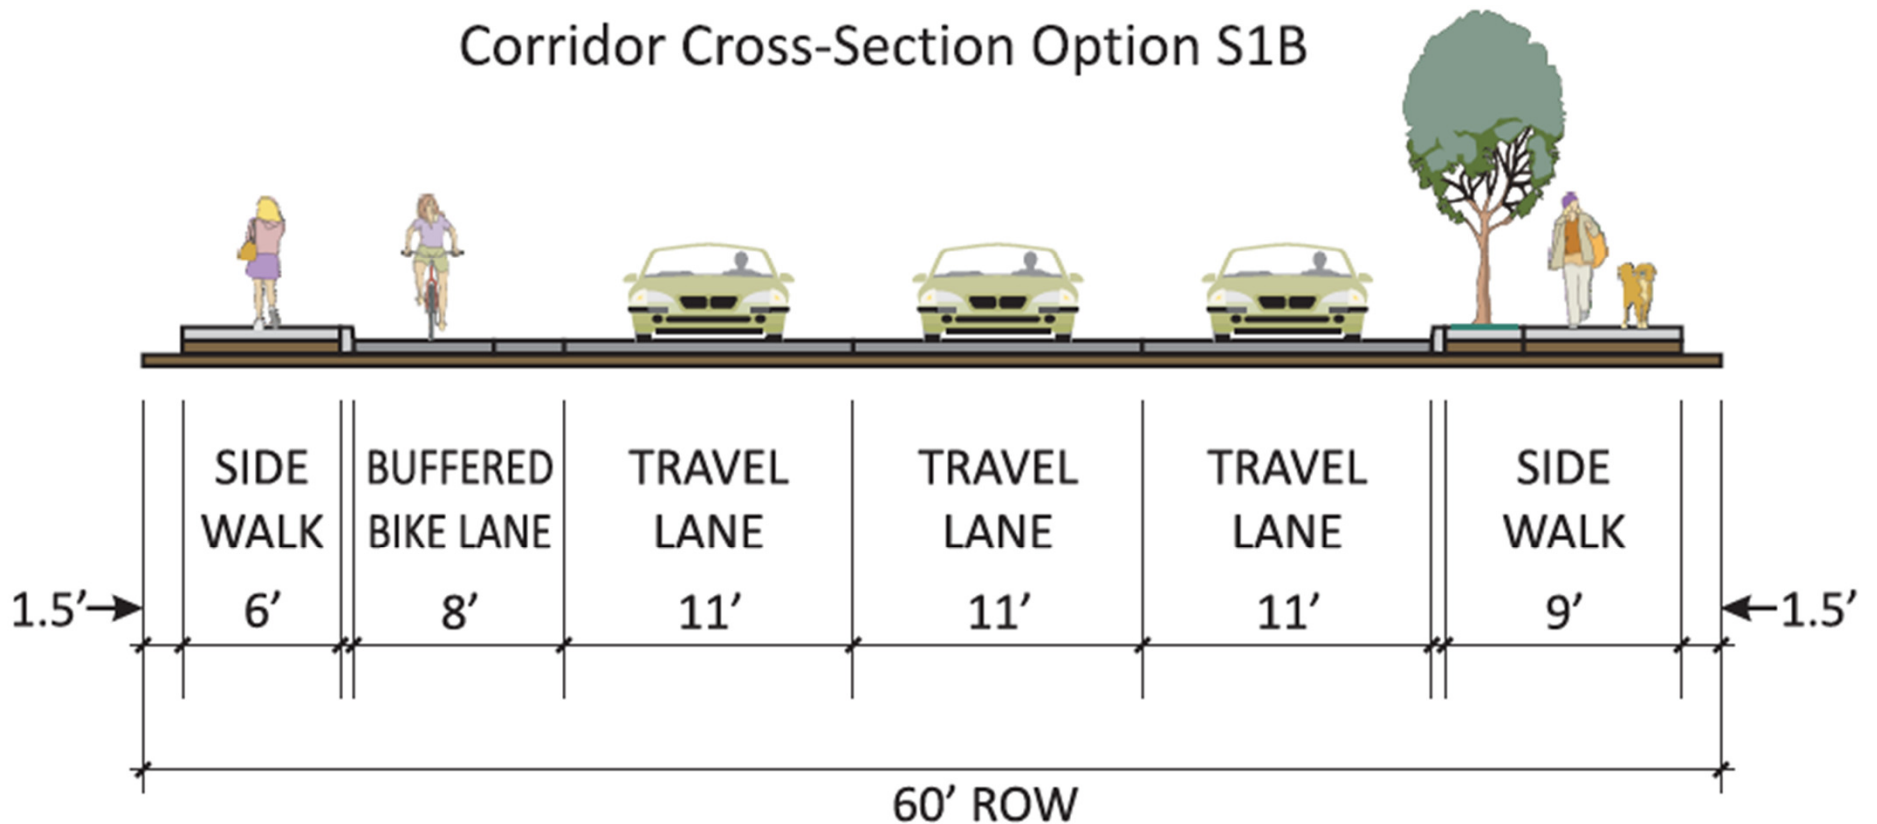 Corridor Cross-Section Option S1B
SIDE BUFFERED TRAVEL TRAVEL TRAVEL SIDE
WALK BIKE LANE LANE LANE LANE WALK
1.5’ 6’ 8’ 11’ 11’ 11’ 9’ 1.5’
60’ ROW